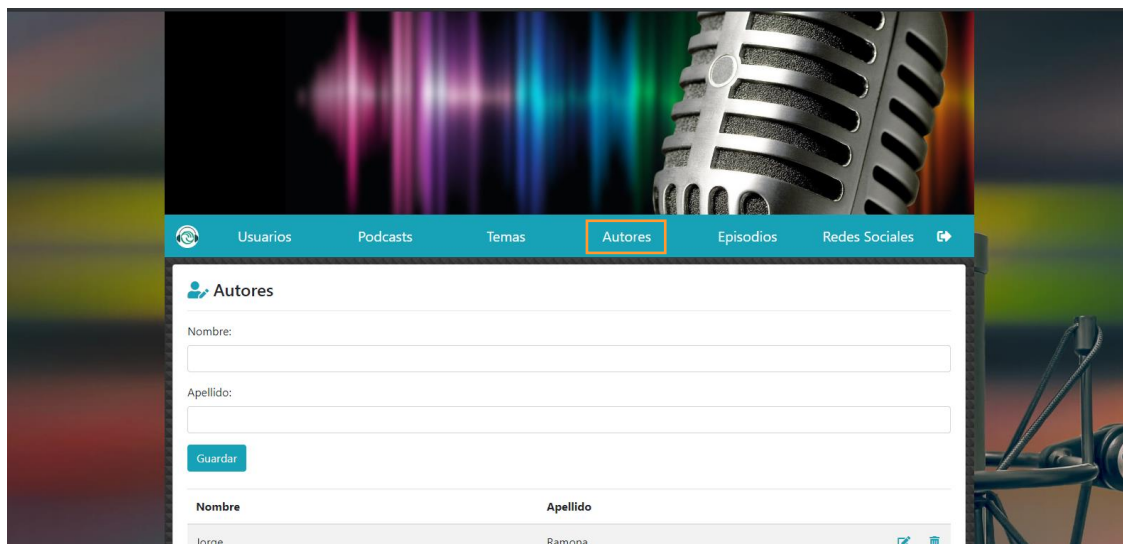 Usuarios Podcasts Temas Autores Episodios Redes Sociales
Autores
Nombre:
Apellido:
Guardar
Nombre Apellido
Jorge Ramona